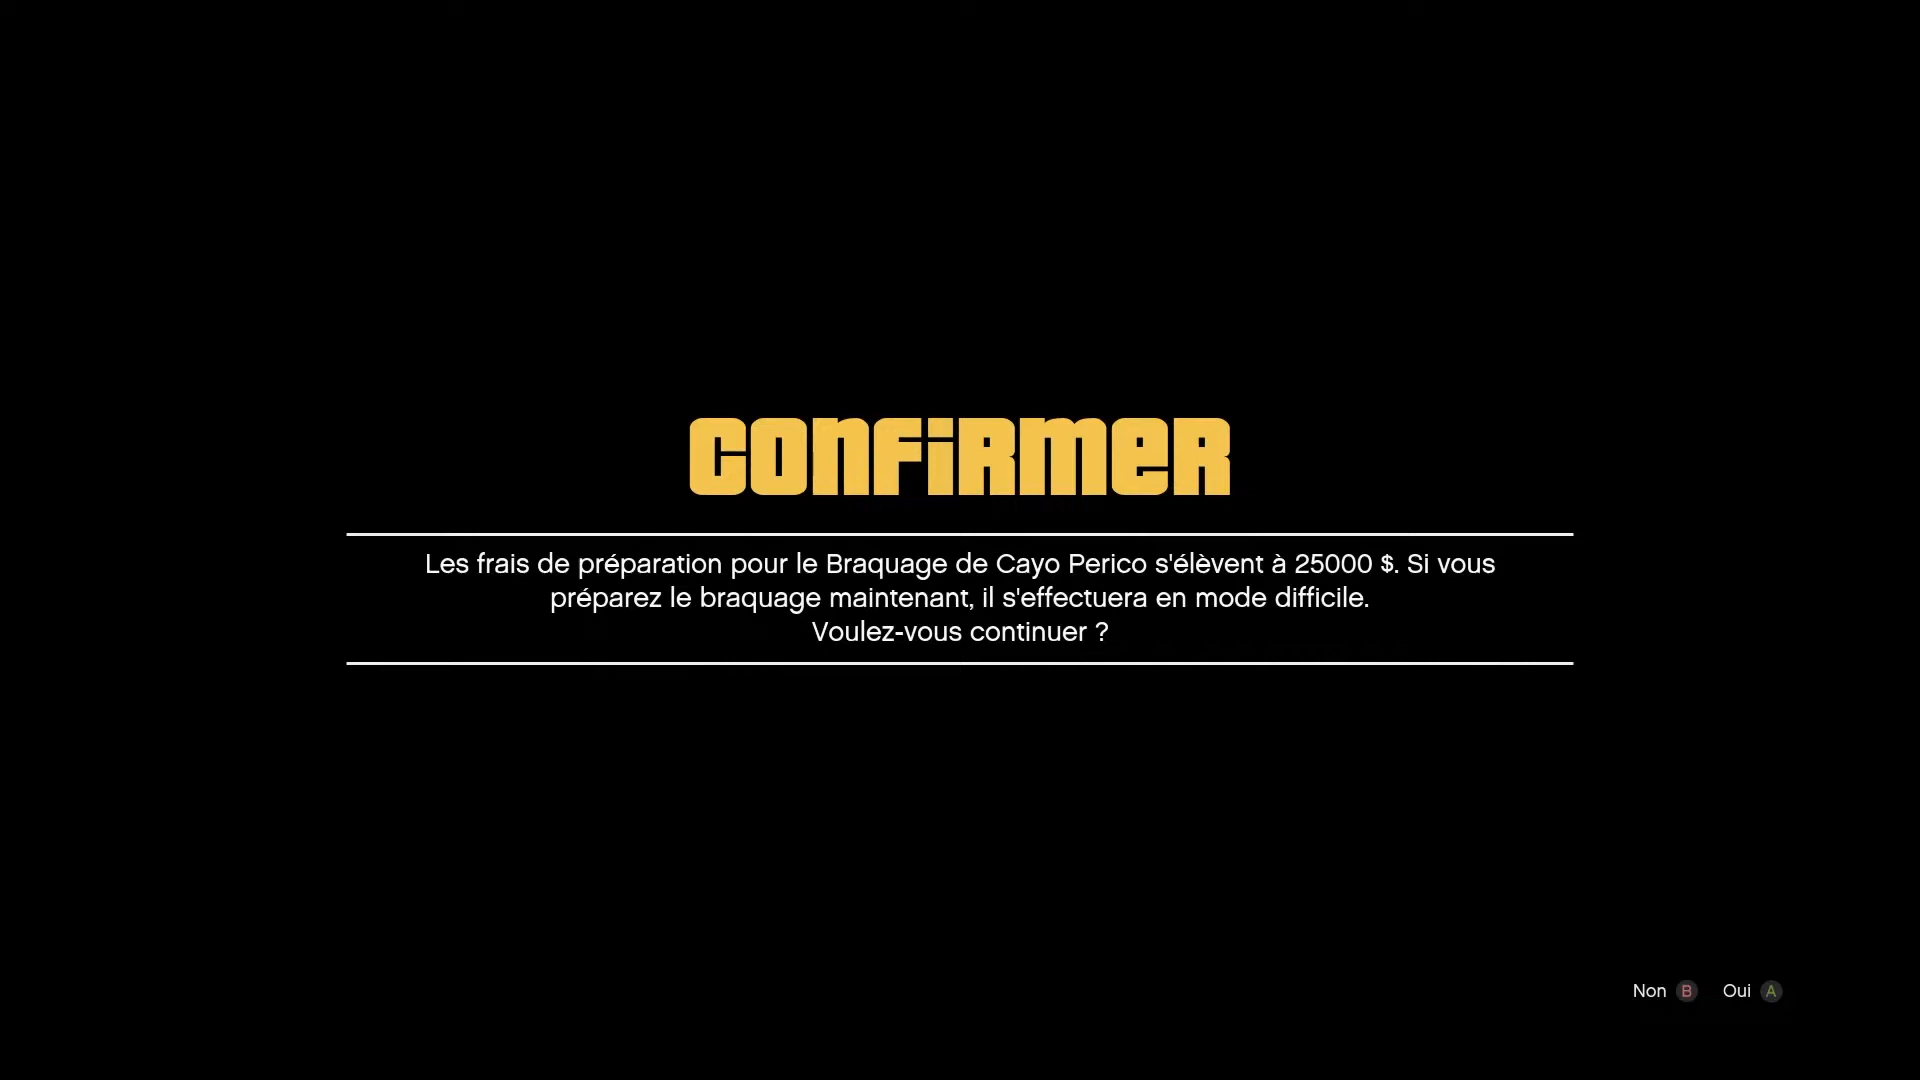 CONFIRMER
Les frais de préparation pour le Braquage de Cayo Perico s'élèvent à 25000 $. Si vous
préparez le braquage maintenant, il s'effectuera en mode difficile.
Voulez-vous continuer ?
Non B Oui A